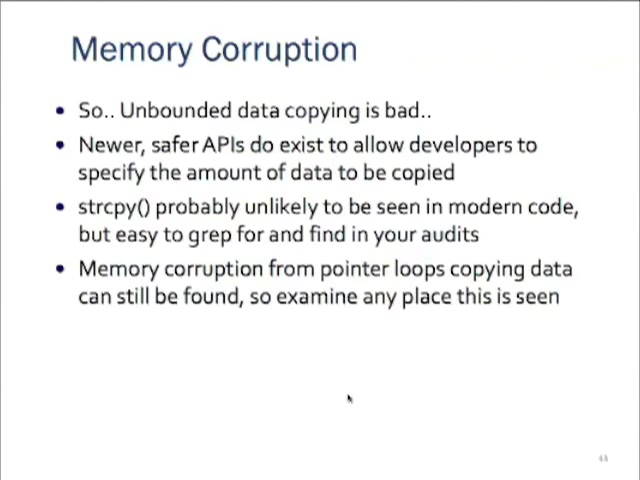 Memory Corruption
• So.. Unbounded data copying is bad..
• Newer, safer APIs do exist to allow developers to
specify the amount of data to be copied
• strcpy() probably unlikely to be seen in modern code,
but easy to grep for and find in your audits
• Memory corruption from pointer loops copying data
can still be found, so examine any place this is seen